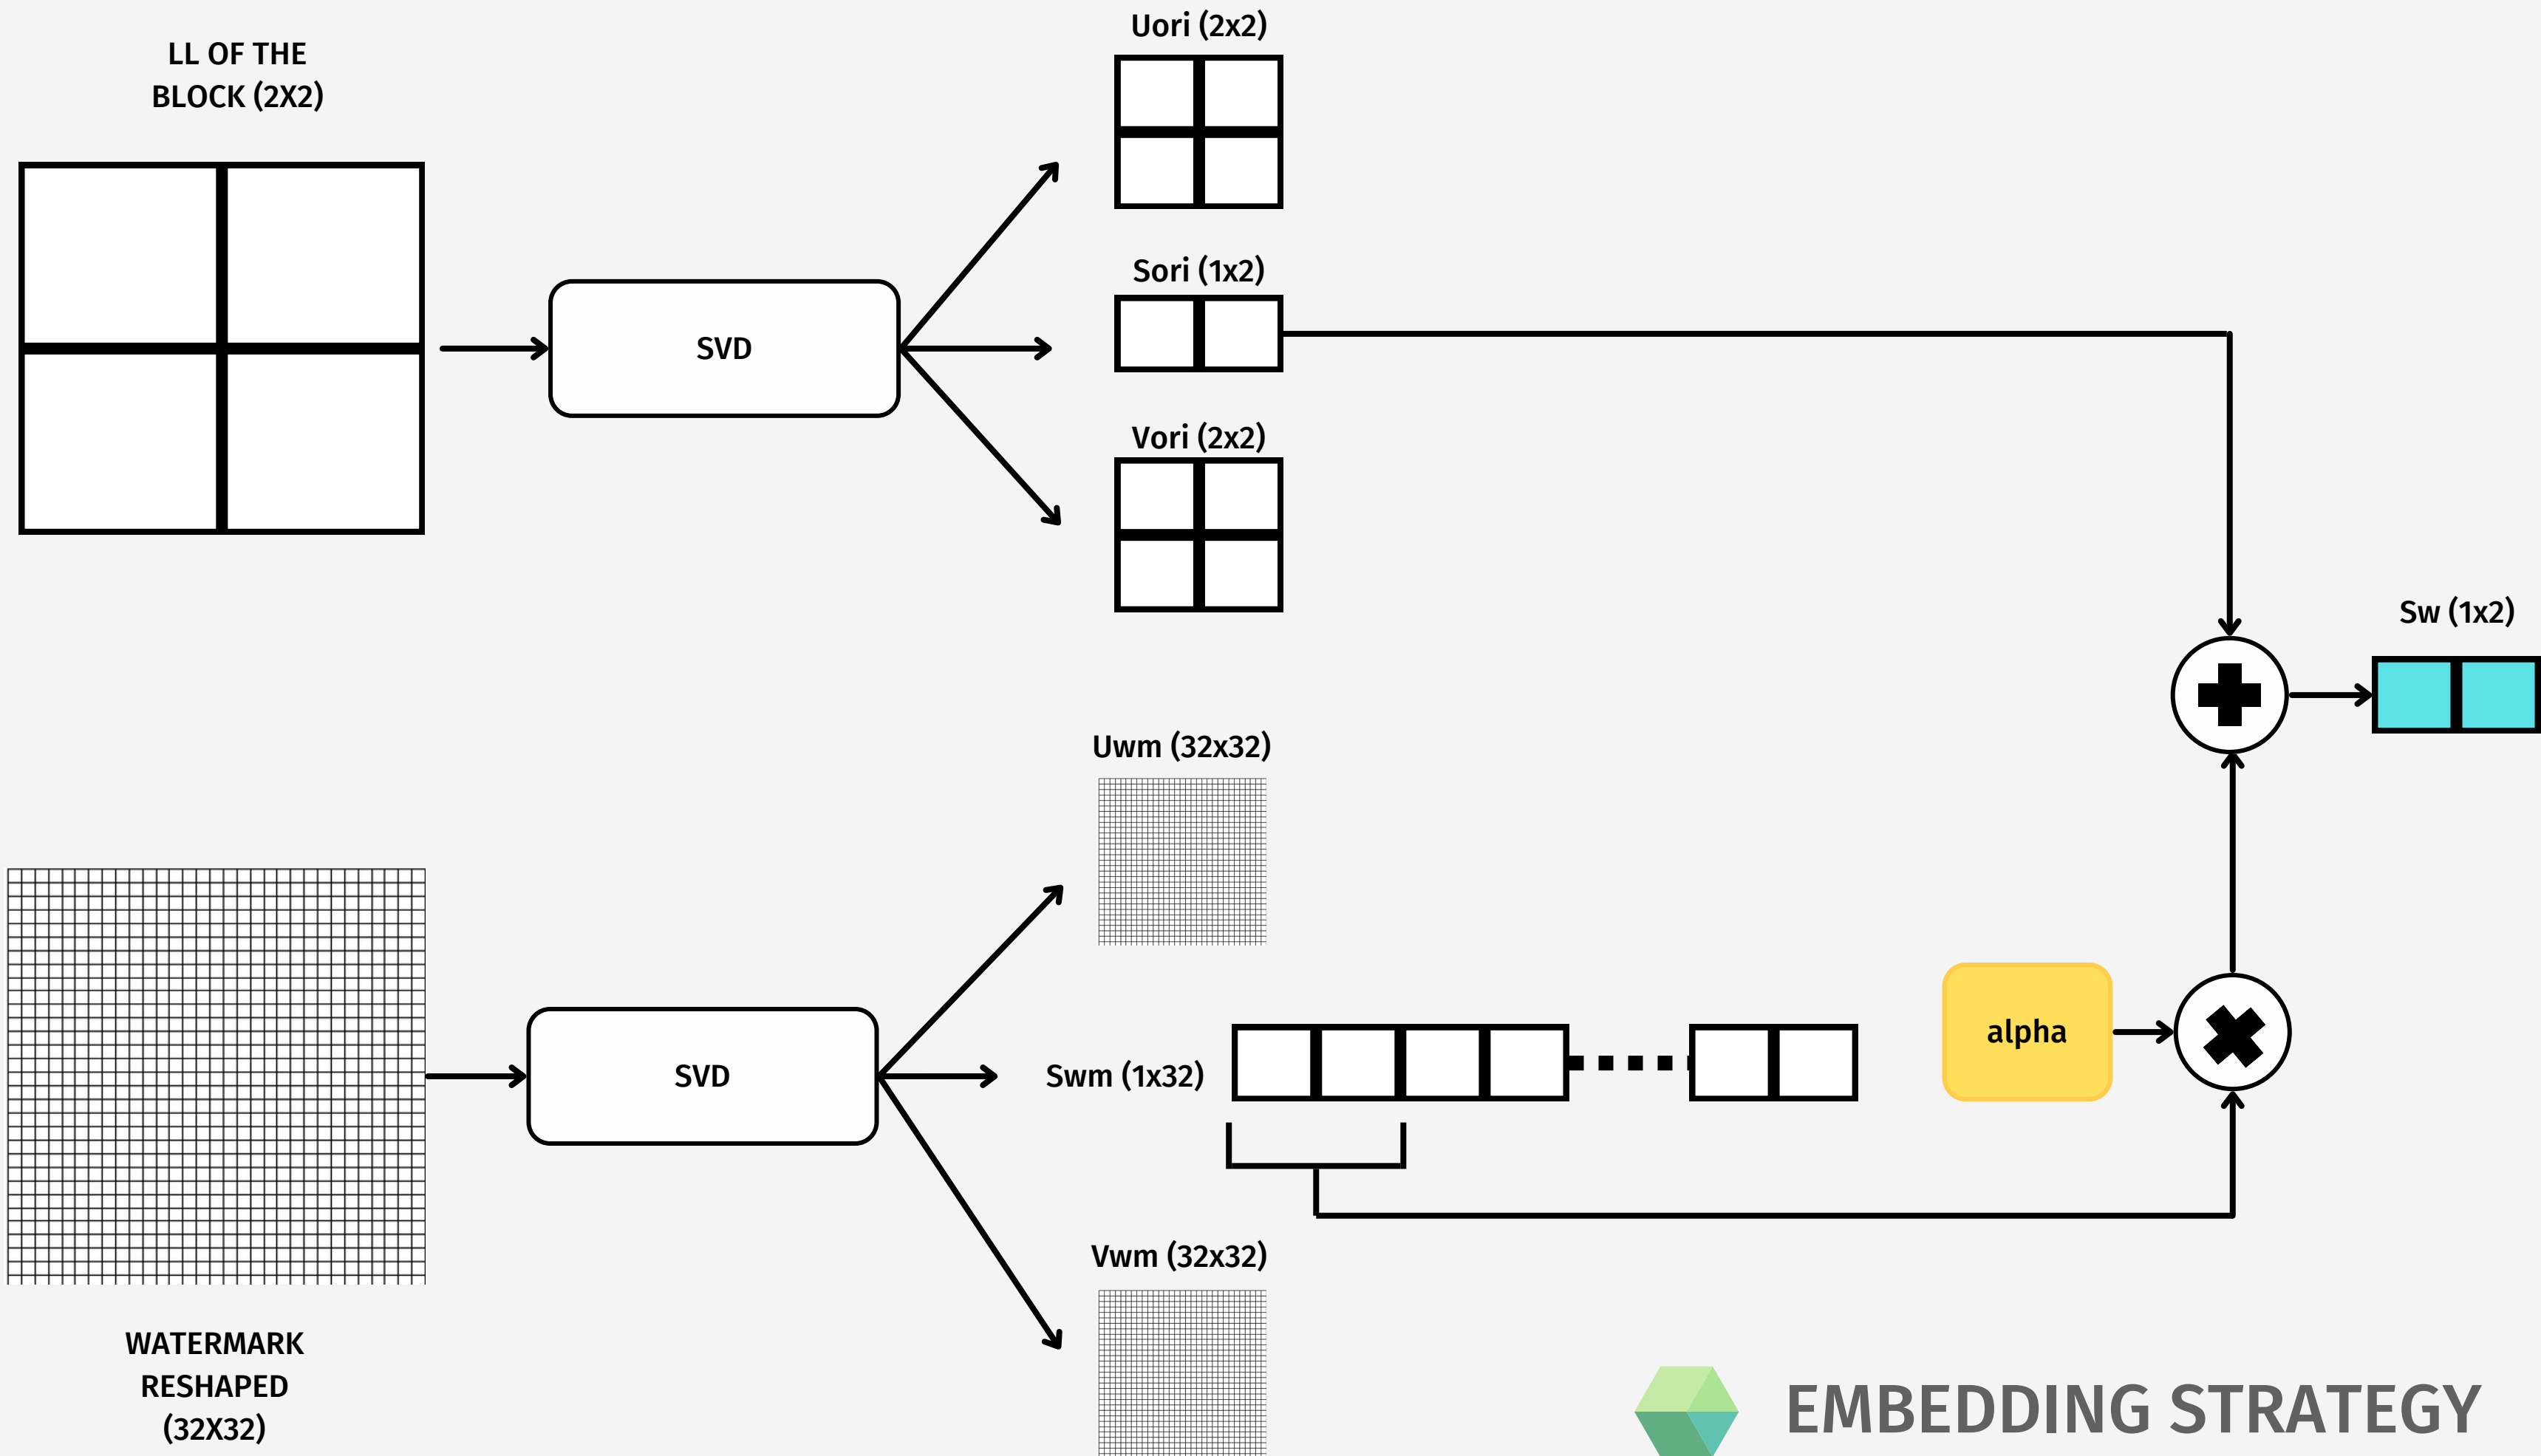 LL OF THE
BLOCK (2X2)
Uori (2x2)
SVD
Sori (1x2)
Vori (2x2)
Sw (1x2)
Uwm (32x32)
SVD
Swm (1x32)
alpha
Vwm (32x32)
WATERMARK
RESHAPED
(32X32)
EMBEDDING STRATEGY